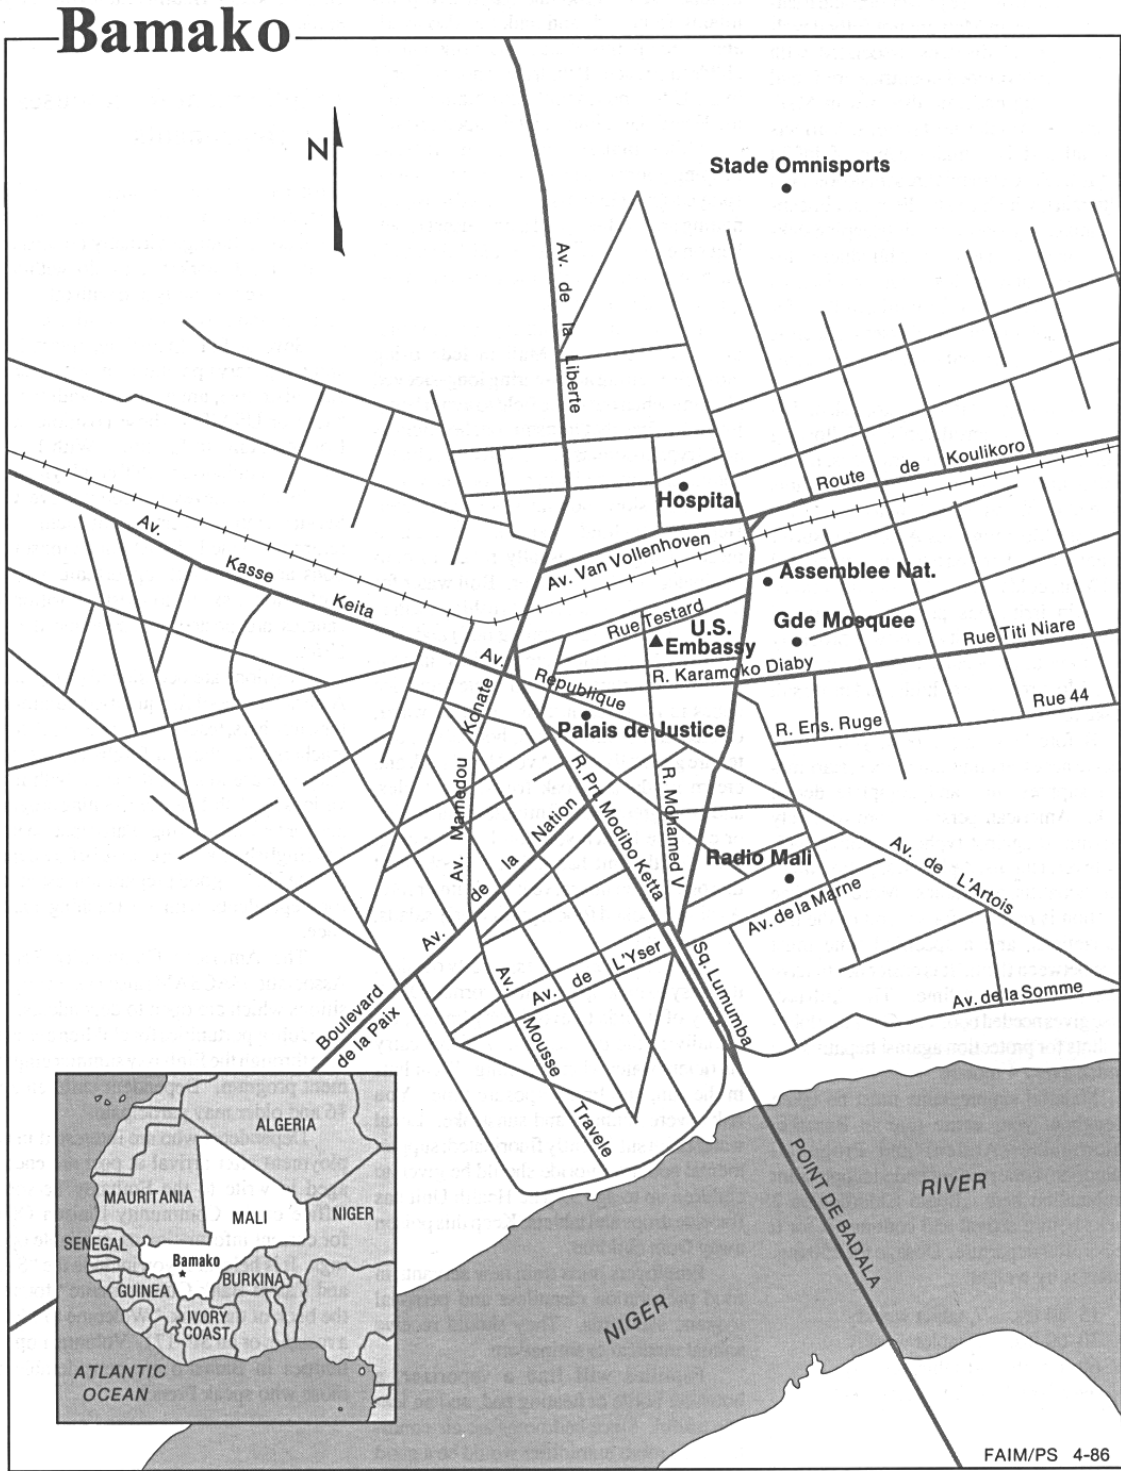 Bamako
N
Stade Omnisports
Av. de la Liberte
Route de Koulikoro
Hospital
Av. Van Vollenhoven
Av. Kasse Keita
Assemblee Nat.
Rue Testard
U.S.
Embassy
Gde Mosquee
Rue Titi Niare
R. Karamoko Diaby
Av. Republique
Rue 44
R. Ens. Ruge
Palais de Justice
Av. Mamedou Konate
R. Prt. Modibo Ketta
R. Mohamed V
Av. de la Nation
Radio Mali
Av. de L'Artois
Av. de la Marne
Av. de L'Yser
Sq. Lumumba
Av. de la Somme
Av. Mousse Travele
Boulevard
de la Paix
POINT DE BADALA
NIGER
RIVER
ALGERIA
MAURITANIA
MALI
NIGER
SENEGAL
Bamako
GUINEA
BURKINA
IVORY
COAST
ATLANTIC
OCEAN
FAIM/PS 4-86